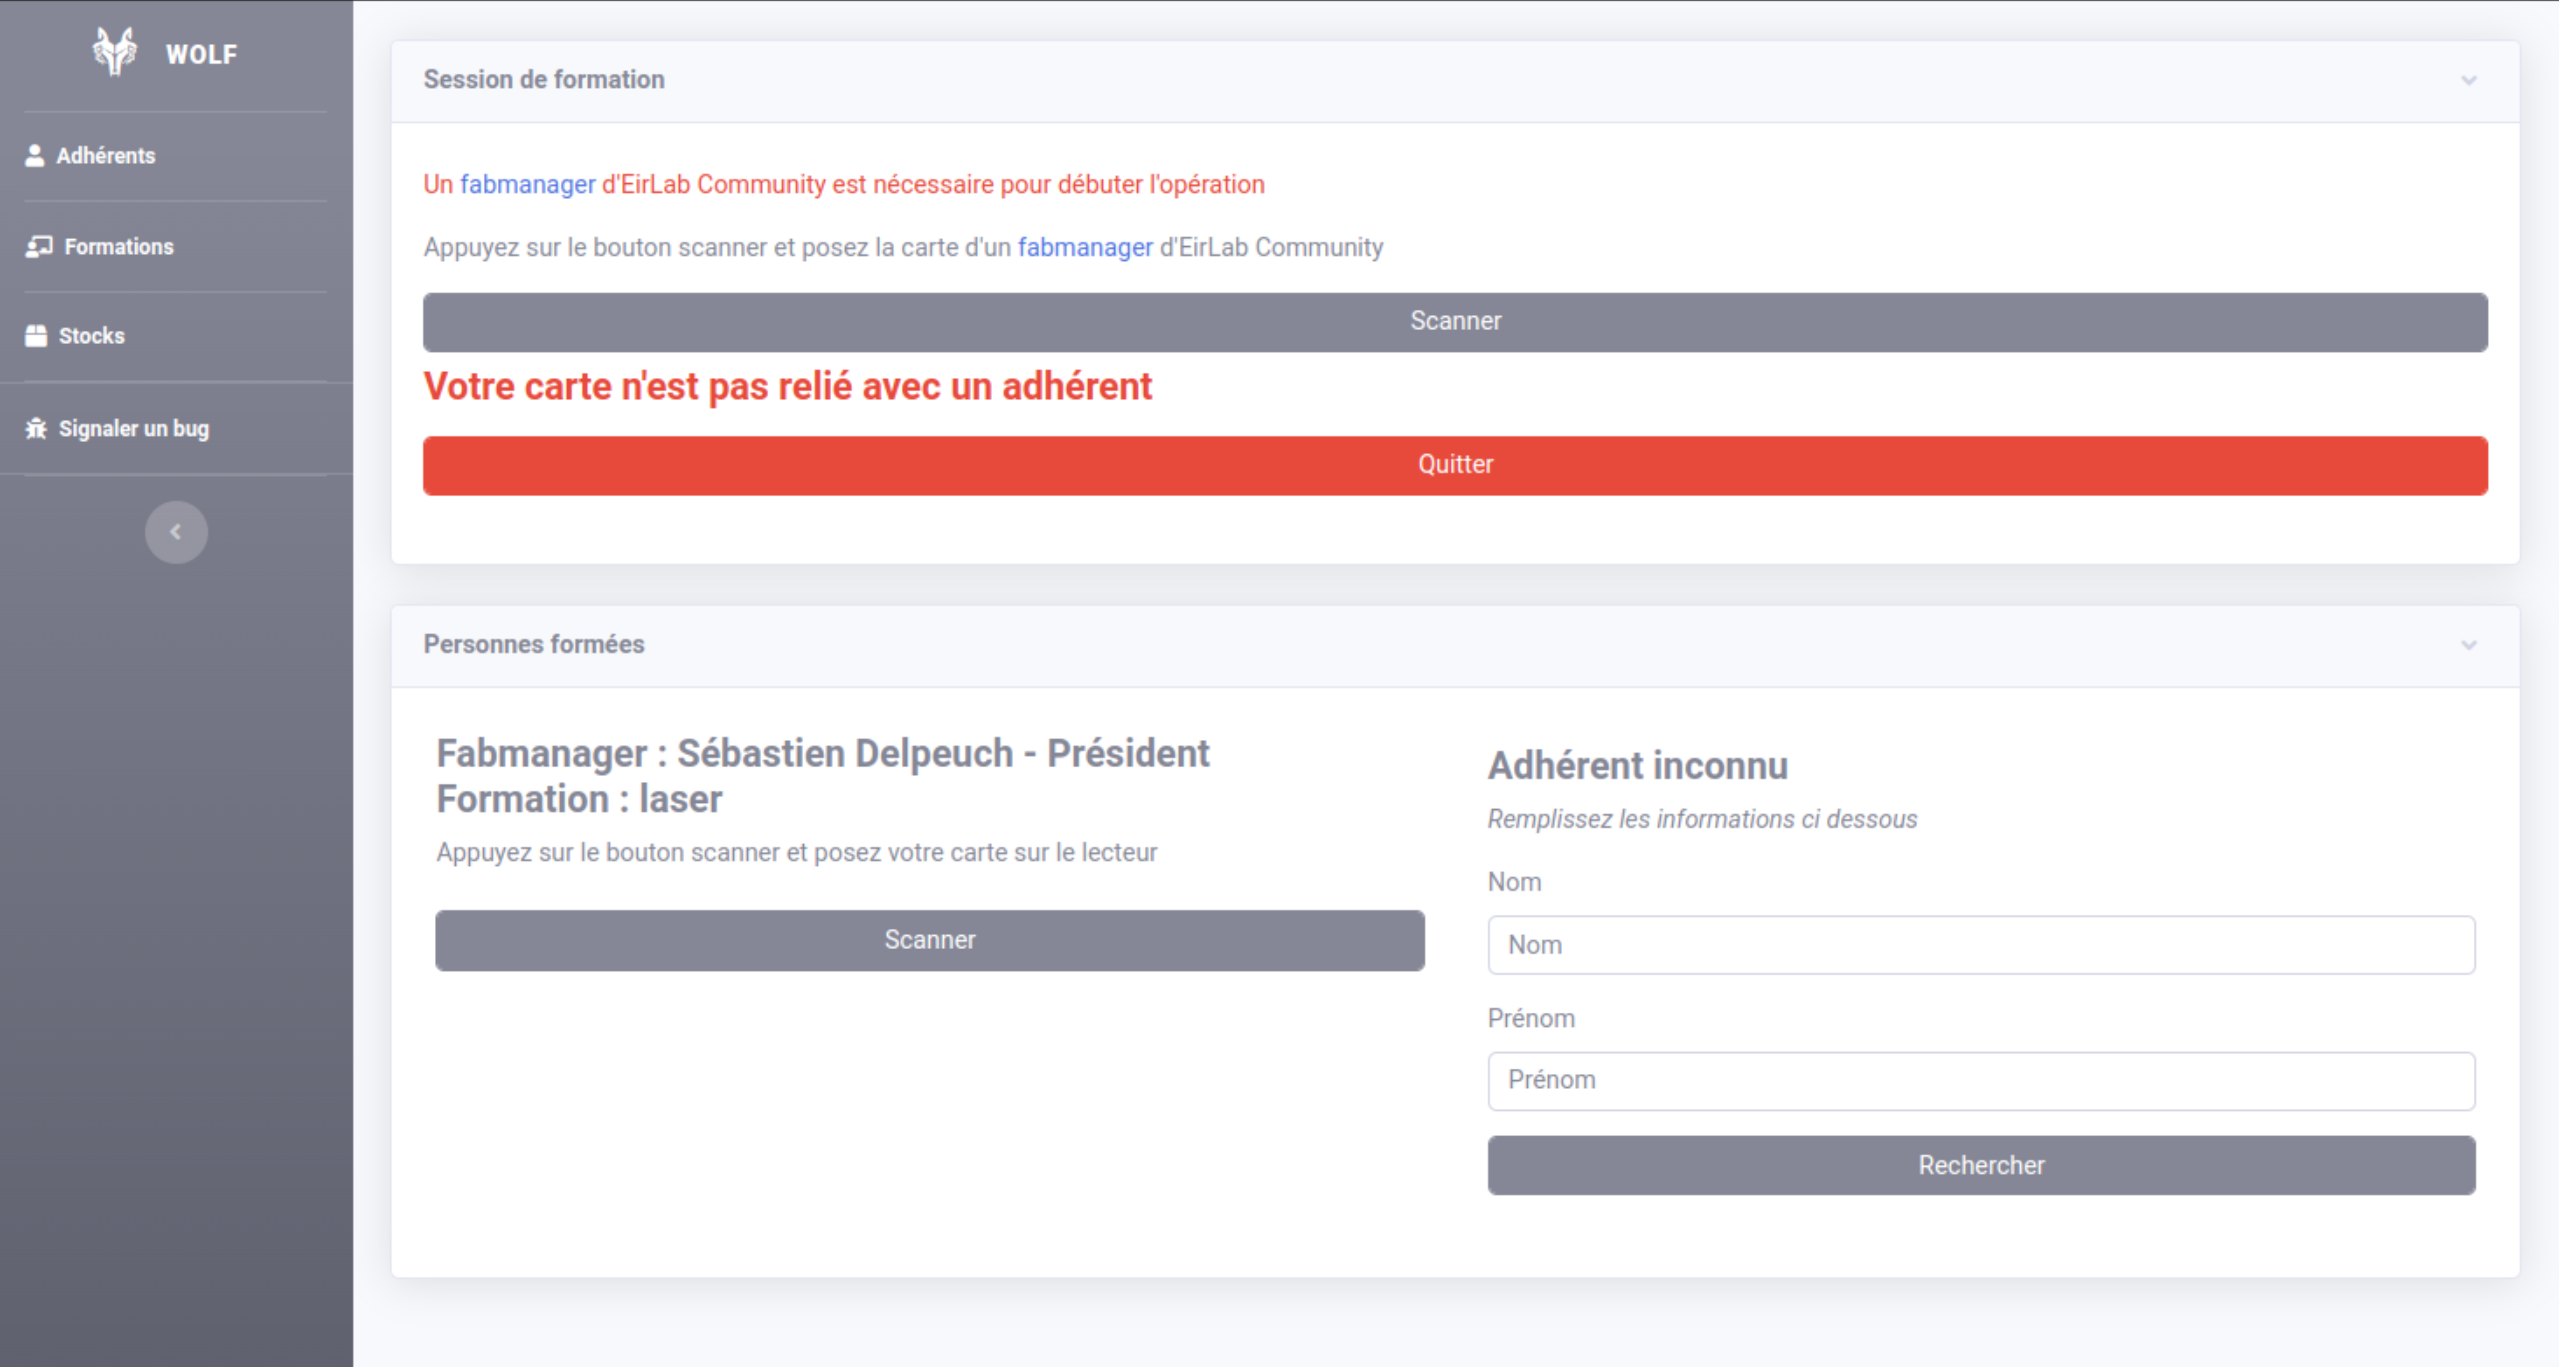 WOLF
Adhérents
Formations
Stocks
Signaler un bug
Session de formation
Un fabmanager d'EirLab Community est nécessaire pour débuter l'opération
Appuyez sur le bouton scanner et posez la carte d'un fabmanager d'EirLab Community
Scanner
Votre carte n'est pas relié avec un adhérent
Quitter
Personnes formées
Fabmanager : Sébastien Delpeuch - Président
Formation : laser
Appuyez sur le bouton scanner et posez votre carte sur le lecteur
Scanner
Adhérent inconnu
Remplissez les informations ci dessous
Nom
Nom
Prénom
Prénom
Rechercher